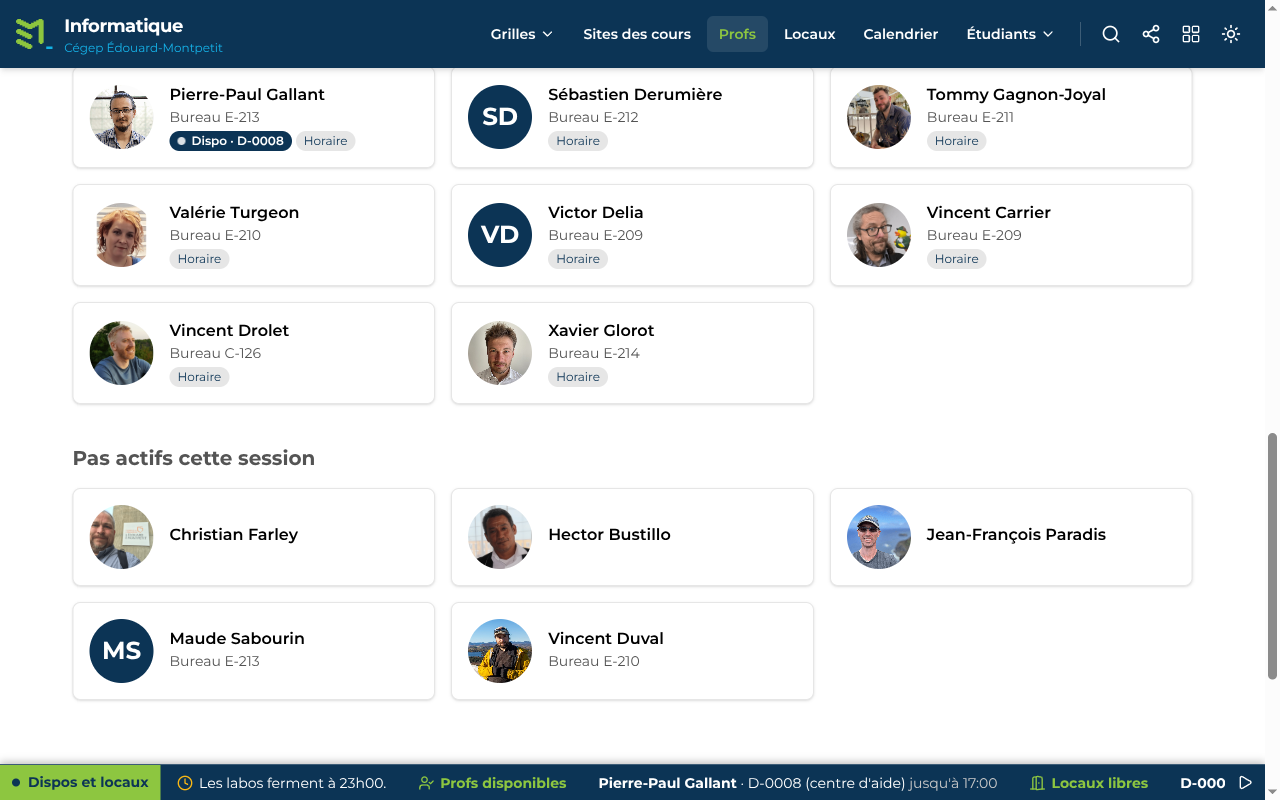 Informatique
Cégep Édouard-Montpetit
Grilles
Sites des cours
Profs
Locaux
Calendrier
Étudiants
Pierre-Paul Gallant
Bureau E-213
Dispo · D-0008
Horaire
SD
Sébastien Derumière
Bureau E-212
Horaire
Tommy Gagnon-Joyal
Bureau E-211
Horaire
Valérie Turgeon
Bureau E-210
Horaire
VD
Victor Delia
Bureau E-209
Horaire
Vincent Carrier
Bureau E-209
Horaire
Vincent Drolet
Bureau C-126
Horaire
Xavier Glorot
Bureau E-214
Horaire
Pas actifs cette session
Christian Farley
Hector Bustillo
Jean-François Paradis
MS
Maude Sabourin
Bureau E-213
Vincent Duval
Bureau E-210
Dispos et locaux
Les labos ferment à 23h00.
Profs disponibles
Pierre-Paul Gallant · D-0008 (centre d'aide) jusqu'à 17:00
Locaux libres
D-000